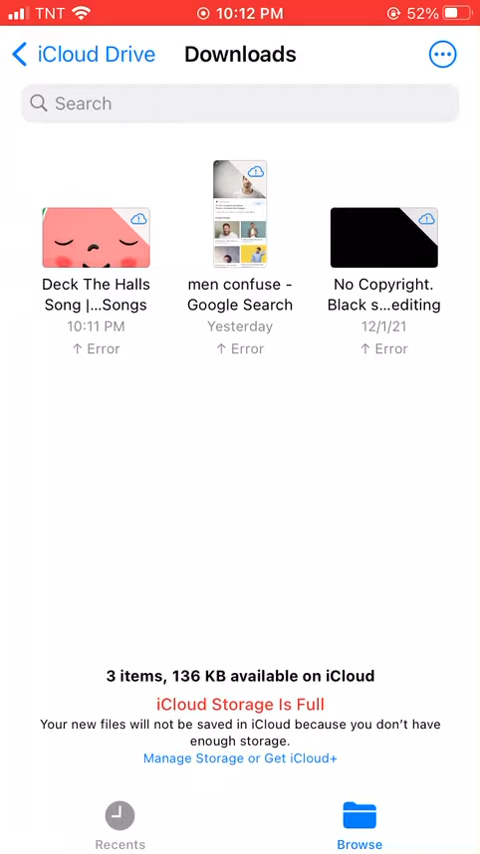 TNT 10:12 PM 52%
iCloud Drive Downloads
Search
Deck The Halls
Song |...Songs
10:11 PM
↑ Error
men confuse -
Google Search
Yesterday
↑ Error
No Copyright.
Black s...editing
12/1/21
↑ Error
3 items, 136 KB available on iCloud
iCloud Storage Is Full
Your new files will not be saved in iCloud because you don't have
enough storage.
Manage Storage or Get iCloud+
Recents
Browse